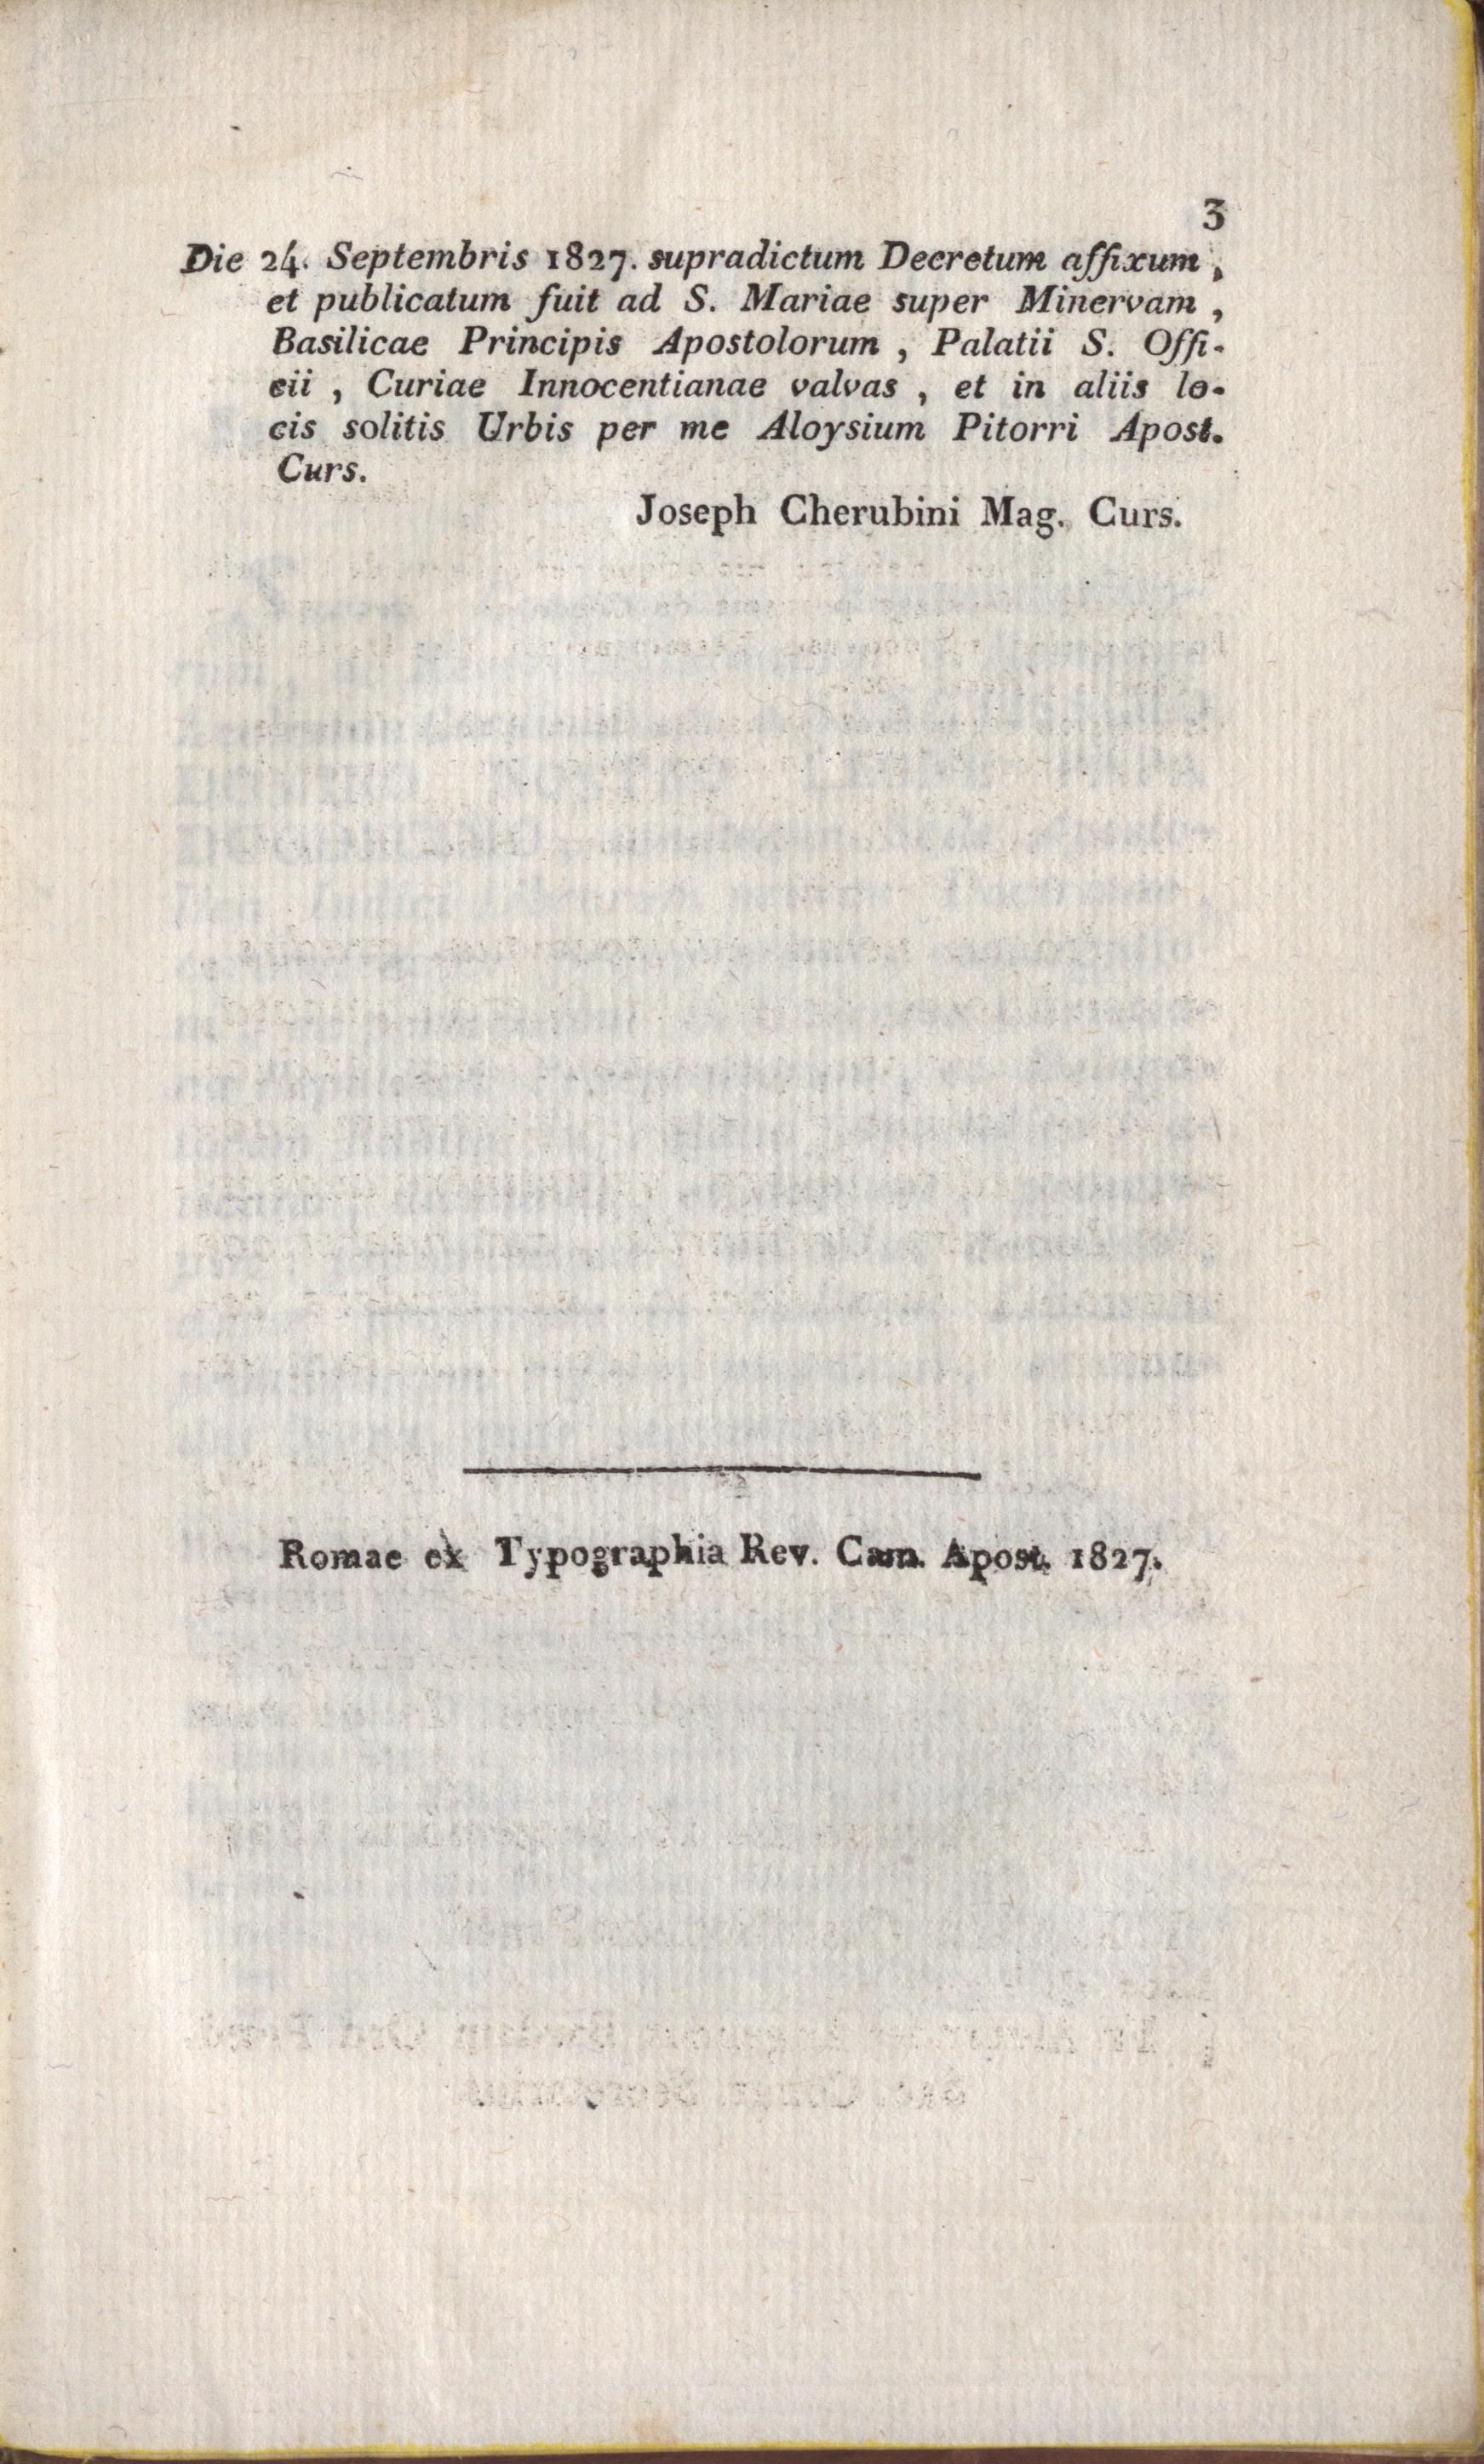 3
Die 24. Septembris 1827. supradictum Decretum affixum,
et publicatum fuit ad S. Mariae super Minervam ,
Basilicae Principis Apostolorum , Palatii S. Offi-
cii , Curiae Innocentianae valvas , et in aliis lo-
cis solitis Urbis per me Aloysium Pitorri Apost.
Curs.
Joseph Cherubini Mag. Curs.
Romae ex Typographia Rev. Cam. Apost. 1827.